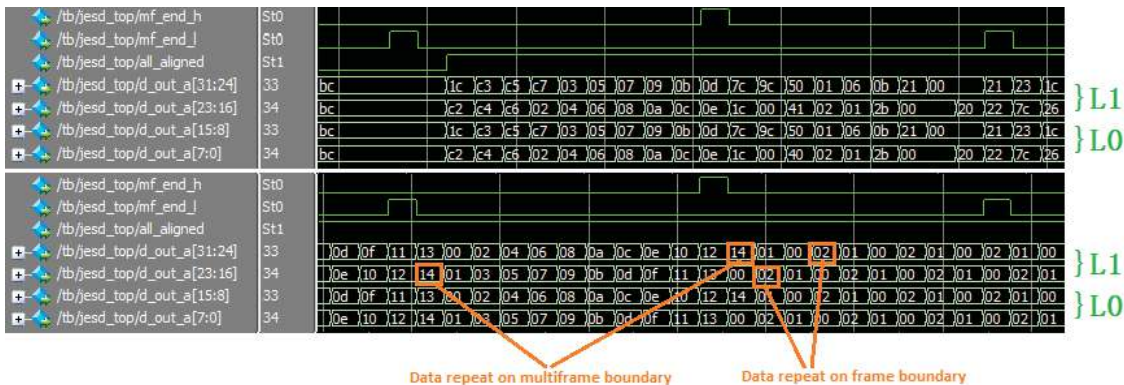 /tb/jesd_top/mf_end_h St0
/tb/jesd_top/mf_end_l St0
/tb/jesd_top/all_aligned St1
/tb/jesd_top/d_out_a[31:24] 33 bc 1c c3 c5 c7 03 05 07 09 0b 0d 7c 9c 50 01 06 0b 21 00 21 23 1c
/tb/jesd_top/d_out_a[23:16] 34 bc c2 c4 c6 02 04 06 08 0a 0c 0e 1c 00 41 02 01 2b 00 20 22 7c 26
} L1
/tb/jesd_top/d_out_a[15:8] 33 bc 1c c3 c5 c7 03 05 07 09 0b 0d 7c 9c 50 01 06 0b 21 00 21 23 1c
/tb/jesd_top/d_out_a[7:0] 34 bc c2 c4 c6 02 04 06 08 0a 0c 0e 1c 00 40 02 01 2b 00 20 22 7c 26
} L0
/tb/jesd_top/mf_end_h St0
/tb/jesd_top/mf_end_l St0
/tb/jesd_top/all_aligned St1
/tb/jesd_top/d_out_a[31:24] 33 0d 0f 11 13 00 02 04 06 08 0a 0c 0e 10 12 14 01 00 02 01 00 02 01 00 02 01 00
/tb/jesd_top/d_out_a[23:16] 34 0e 10 12 14 01 03 05 07 09 0b 0d 0f 11 13 00 02 01 00 02 01 00 02 01 00 02 01
} L1
/tb/jesd_top/d_out_a[15:8] 33 0d 0f 11 13 00 02 04 06 08 0a 0c 0e 10 12 14 01 00 02 01 00 02 01 00 02 01 00
/tb/jesd_top/d_out_a[7:0] 34 0e 10 12 14 01 03 05 07 09 0b 0d 0f 11 13 00 02 01 00 02 01 00 02 01 00 02 01
} L0
Data repeat on multiframe boundary
Data repeat on frame boundary